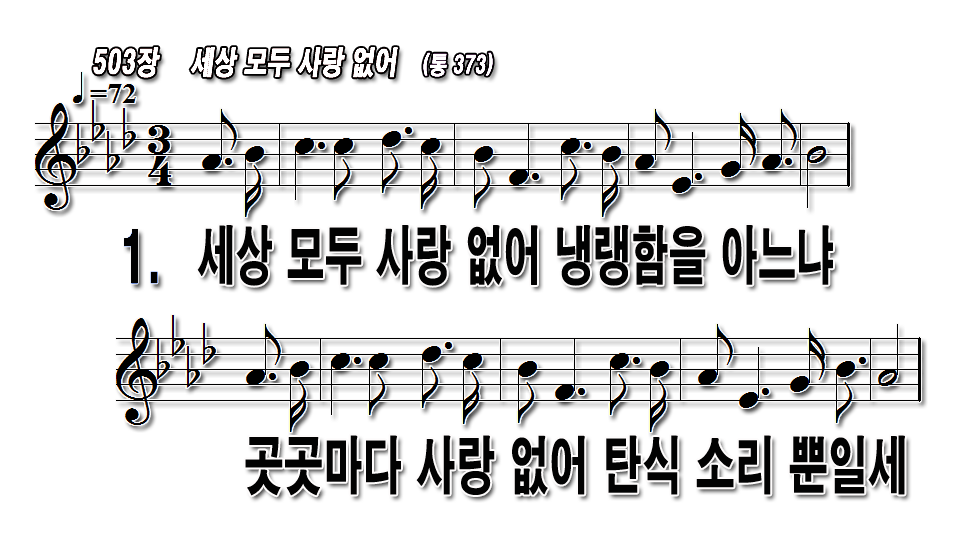 503장 세상 모두 사랑 없어 (통 373)
♩=72
3
4
1. 세상 모두 사랑 없어 냉랭함을 아느냐
곳곳마다 사랑 없어 탄식 소리 뿐일세